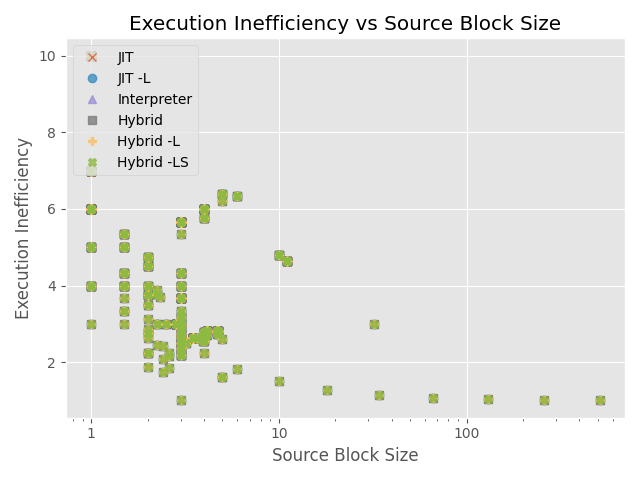 Execution Inefficiency vs Source Block Size
10
8
6
4
2
Execution Inefficiency
JIT
JIT -L
Interpreter
Hybrid
Hybrid -L
Hybrid -LS
1
10
100
Source Block Size